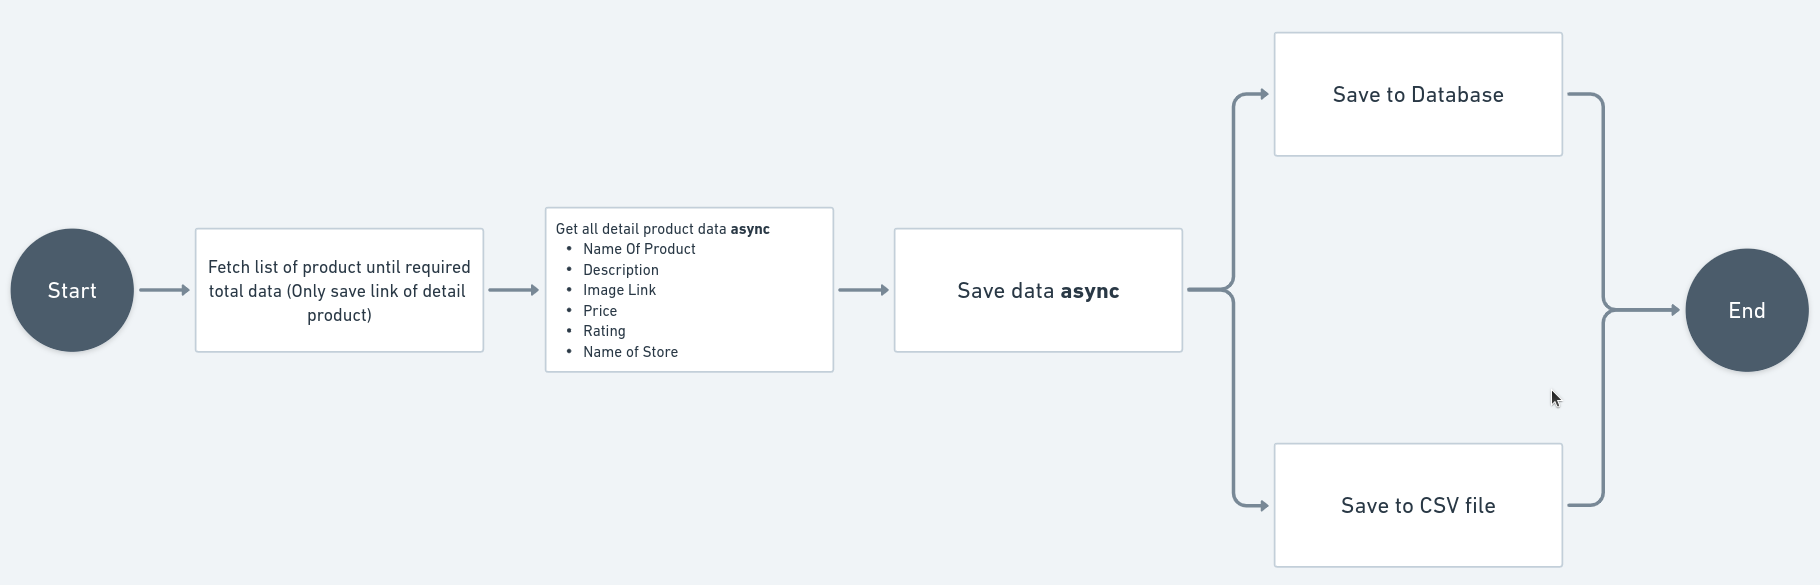 Start
Fetch list of product until required
total data (Only save link of detail
product)
Get all detail product data async
• Name Of Product
• Description
• Image Link
• Price
• Rating
• Name of Store
Save data async
Save to Database
Save to CSV file
End